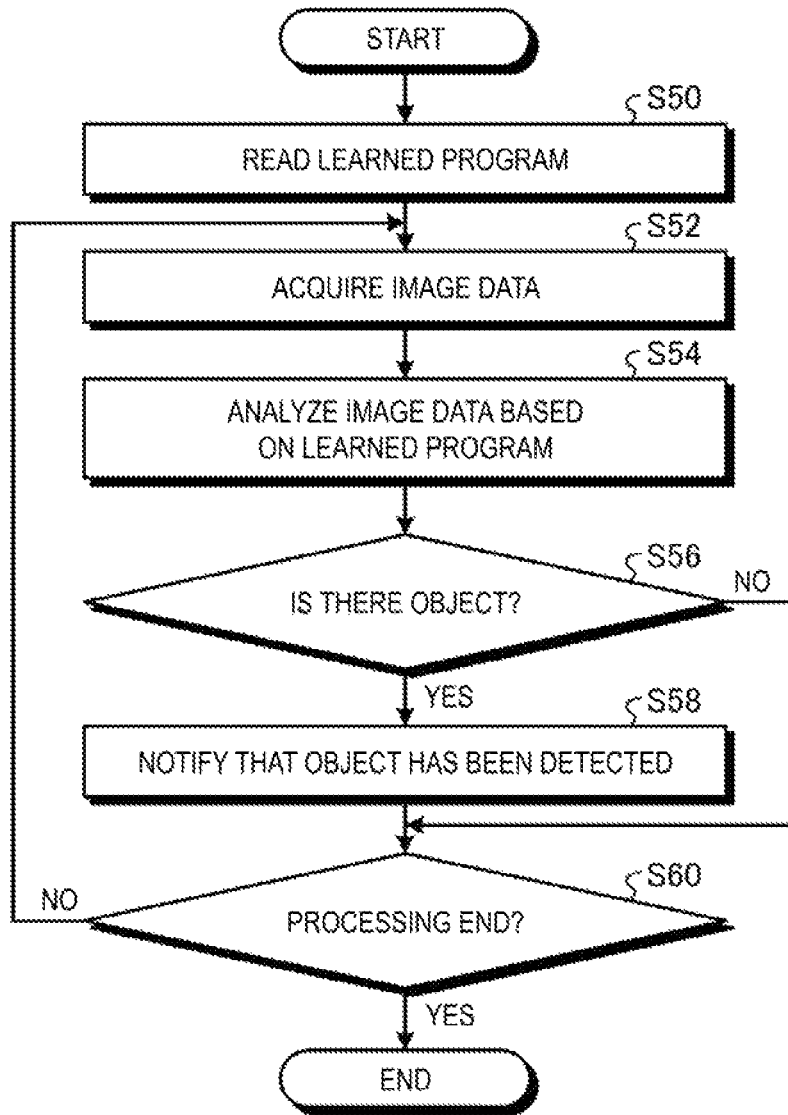 START
S50
READ LEARNED PROGRAM
S52
ACQUIRE IMAGE DATA
S54
ANALYZE IMAGE DATA BASED
ON LEARNED PROGRAM
S56
NO
IS THERE OBJECT?
YES
S58
NOTIFY THAT OBJECT HAS BEEN DETECTED
S60
NO
PROCESSING END?
YES
END